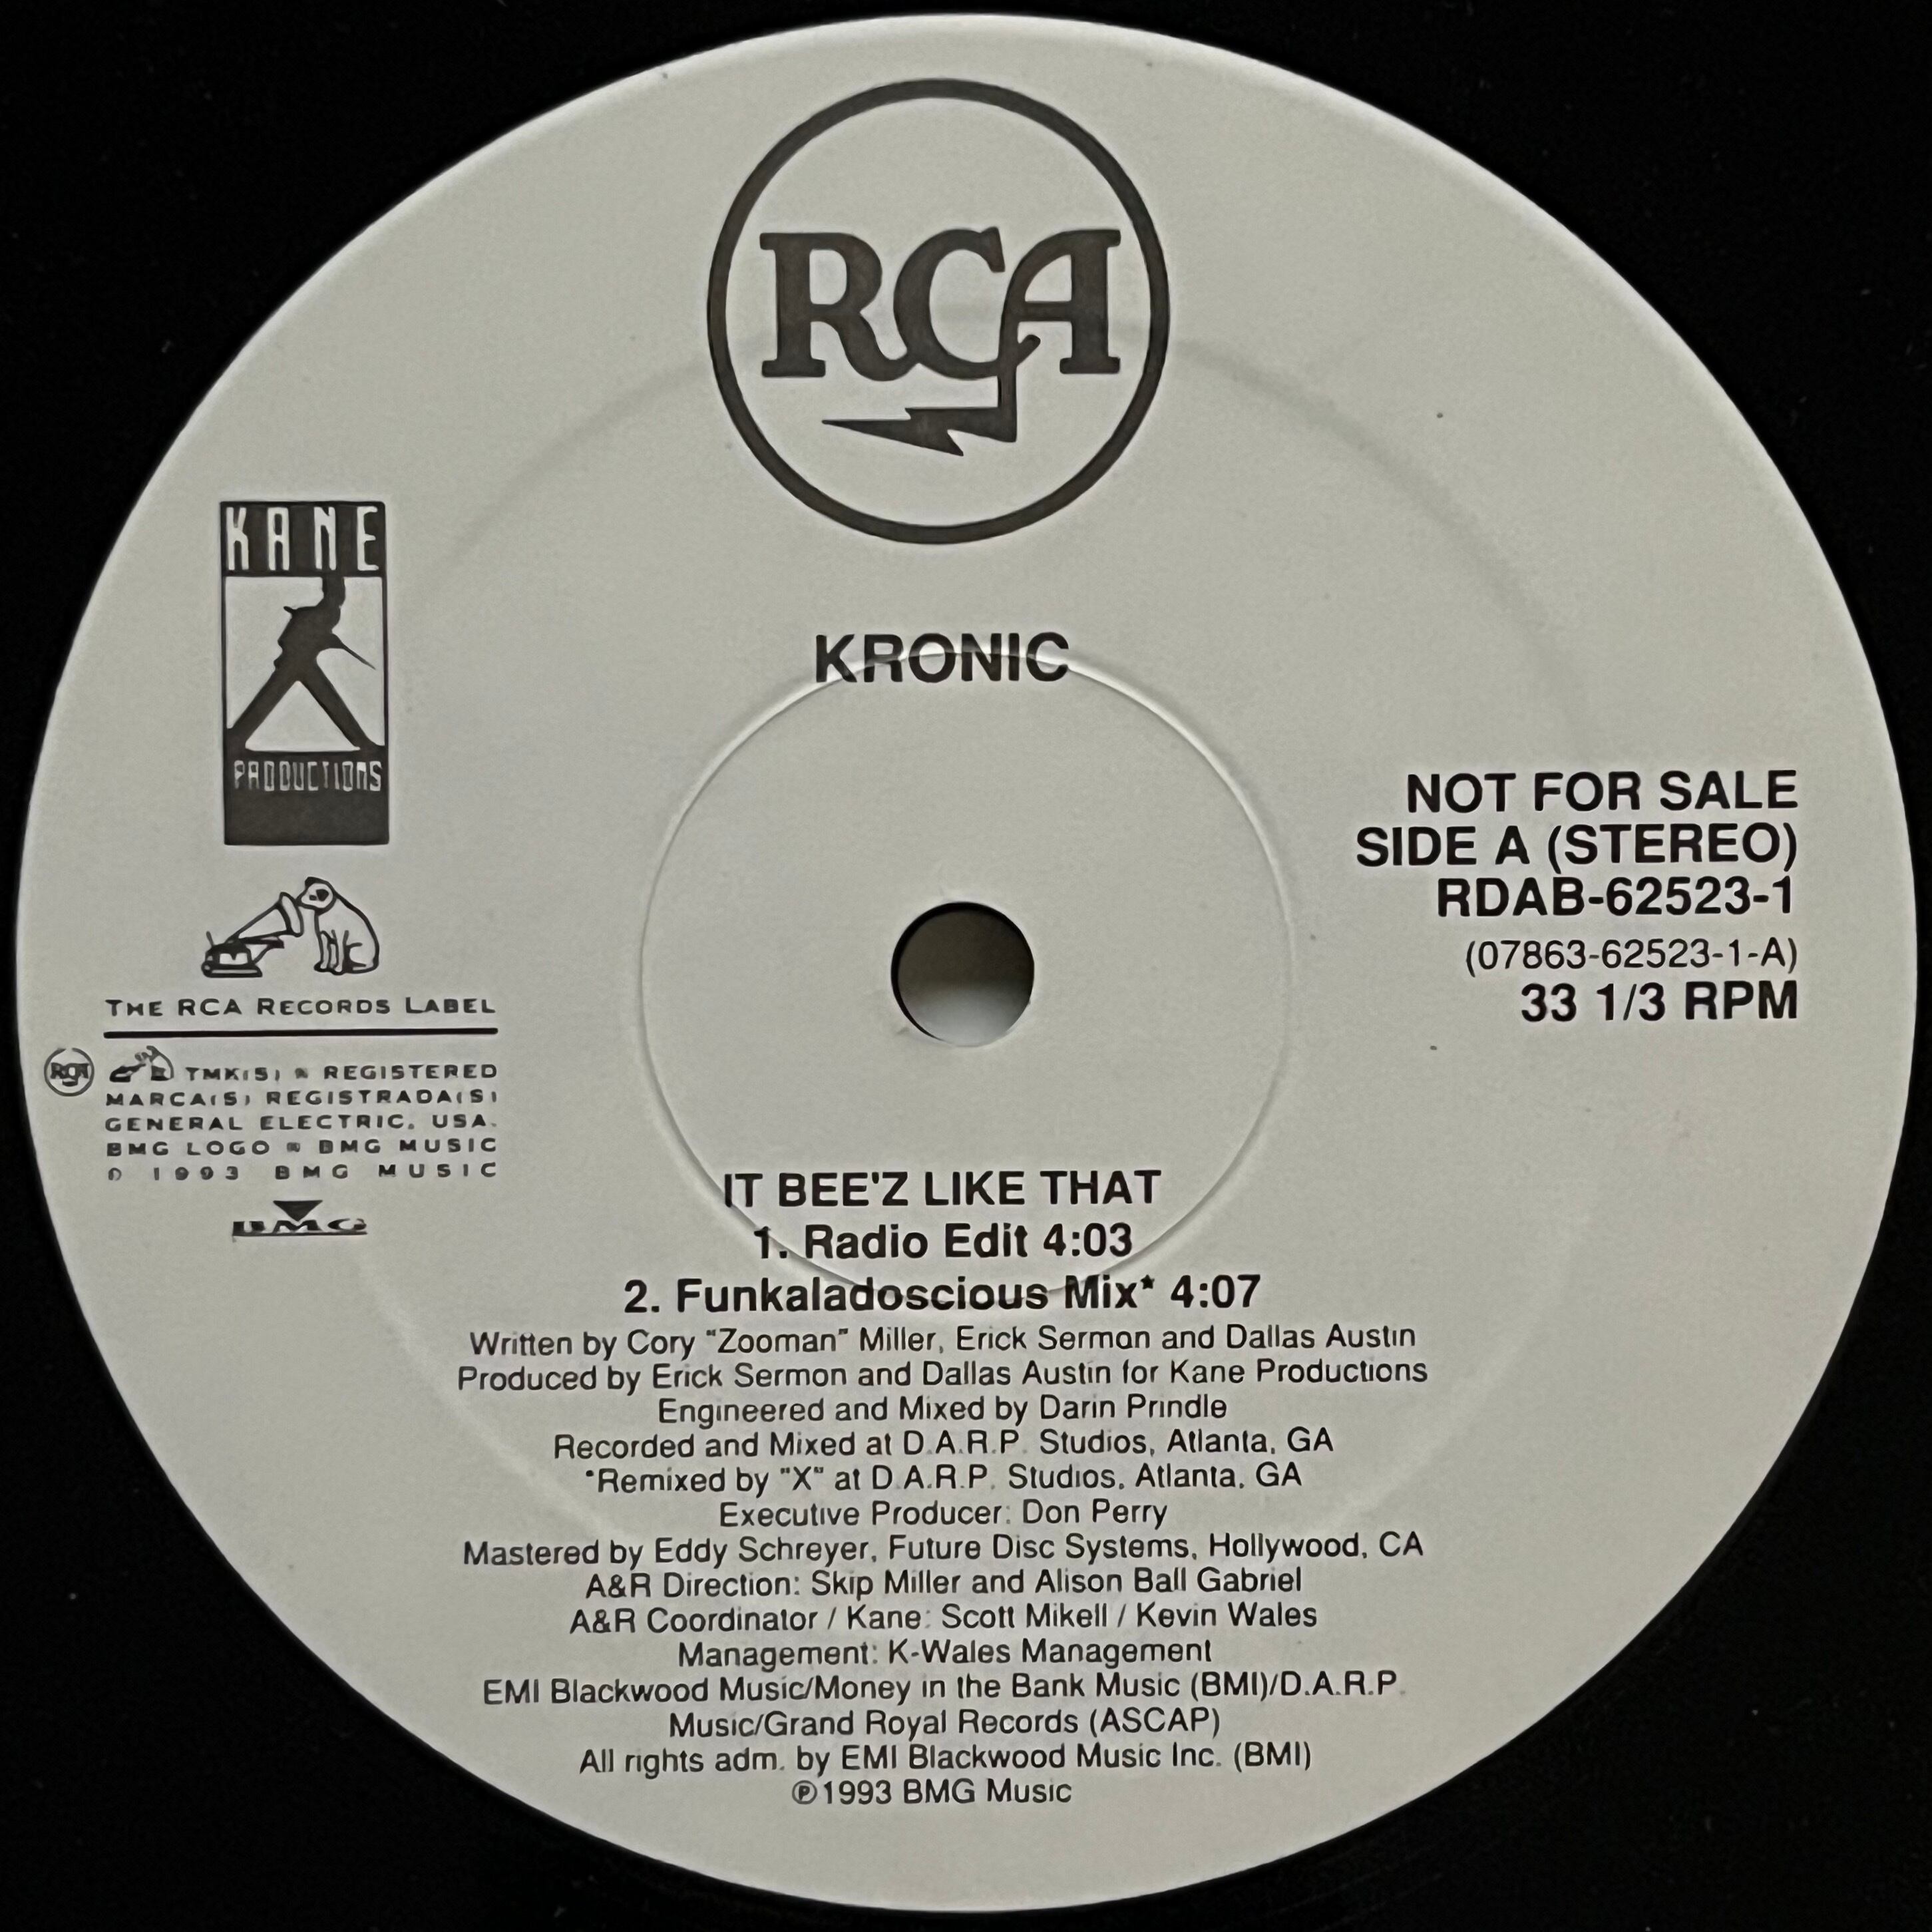 RCA
KANE
PRODUCTIONS
THE RCA RECORDS LABEL
RCA TMK(S) ® REGISTERED
MARCA(S) REGISTRADA(S)
GENERAL ELECTRIC, USA.
BMG LOGO ® BMG MUSIC
© 1993 BMG MUSIC
BMG
KRONIC
NOT FOR SALE
SIDE A (STEREO)
RDAB-62523-1
(07863-62523-1-A)
33 1/3 RPM
IT BEE'Z LIKE THAT
1. Radio Edit 4:03
2. Funkaladoscious Mix* 4:07
Written by Cory "Zooman" Miller, Erick Sermon and Dallas Austin
Produced by Erick Sermon and Dallas Austin for Kane Productions
Engineered and Mixed by Darin Prindle
Recorded and Mixed at D.A.R.P. Studios, Atlanta, GA
*Remixed by "X" at D.A.R.P. Studios, Atlanta, GA
Executive Producer: Don Perry
Mastered by Eddy Schreyer, Future Disc Systems, Hollywood, CA
A&R Direction: Skip Miller and Alison Ball Gabriel
A&R Coordinator / Kane: Scott Mikell / Kevin Wales
Management: K-Wales Management
EMI Blackwood Music/Money in the Bank Music (BMI)/D.A.R.P.
Music/Grand Royal Records (ASCAP)
All rights adm. by EMI Blackwood Music Inc. (BMI)
℗1993 BMG Music